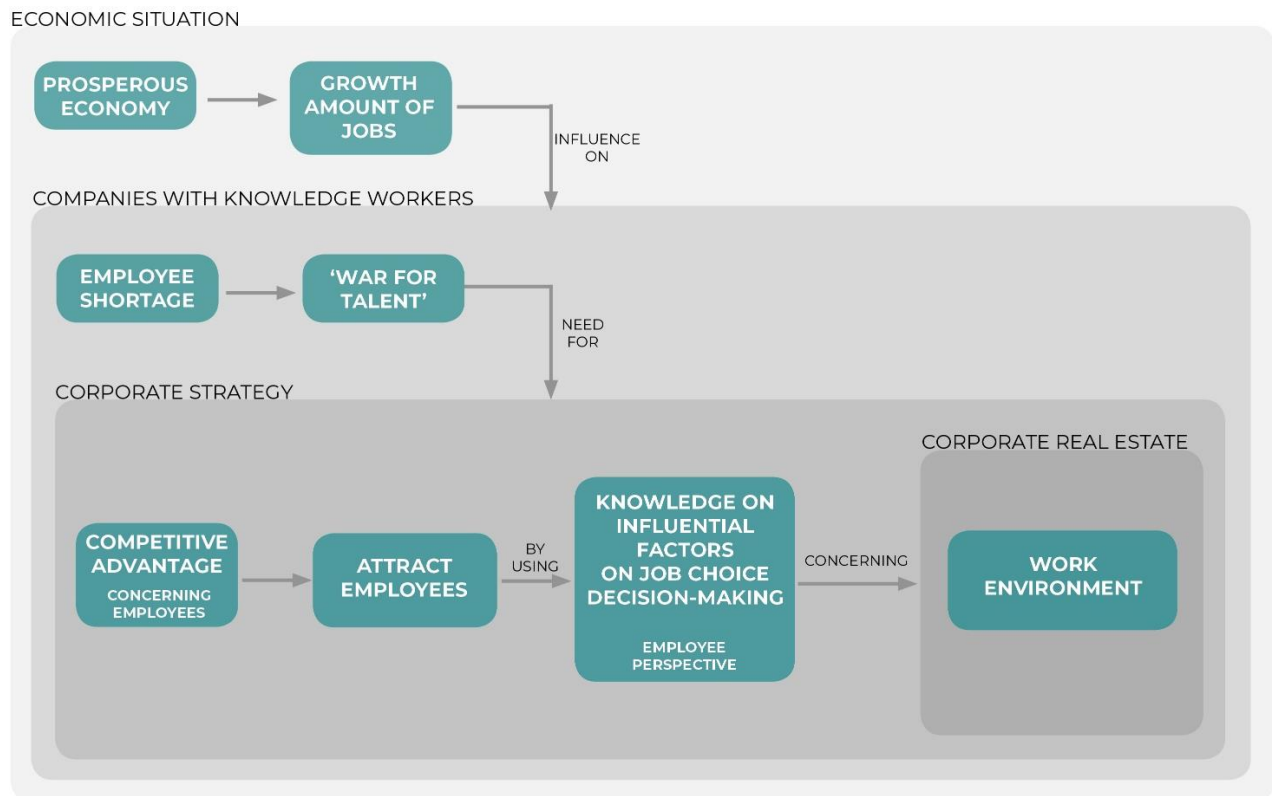 ECONOMIC SITUATION
PROSPEROUS
ECONOMY
GROWTH
AMOUNT OF
JOBS
INFLUENCE
ON
COMPANIES WITH KNOWLEDGE WORKERS
EMPLOYEE
SHORTAGE
‘WAR FOR
TALENT’
NEED
FOR
CORPORATE STRATEGY
COMPETITIVE
ADVANTAGE
CONCERNING
EMPLOYEES
ATTRACT
EMPLOYEES
BY
USING
KNOWLEDGE ON
INFLUENTIAL
FACTORS
ON JOB CHOICE
DECISION-MAKING
EMPLOYEE
PERSPECTIVE
CONCERNING
CORPORATE REAL ESTATE
WORK
ENVIRONMENT